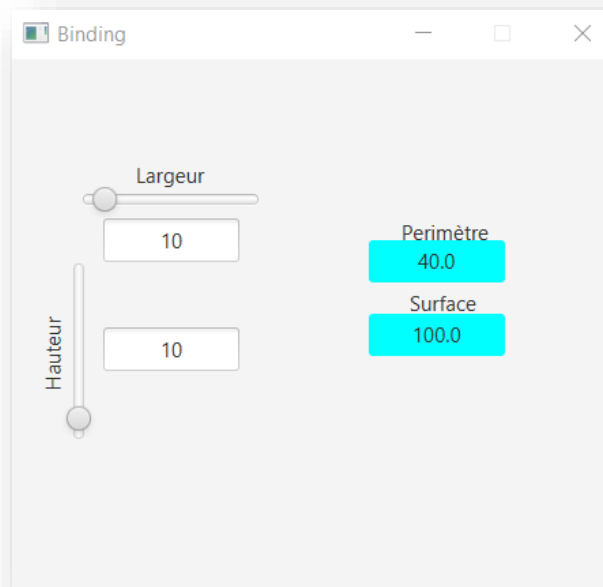 Binding
Largeur
10
Perimètre
40.0
Surface
100.0
Hauteur
10